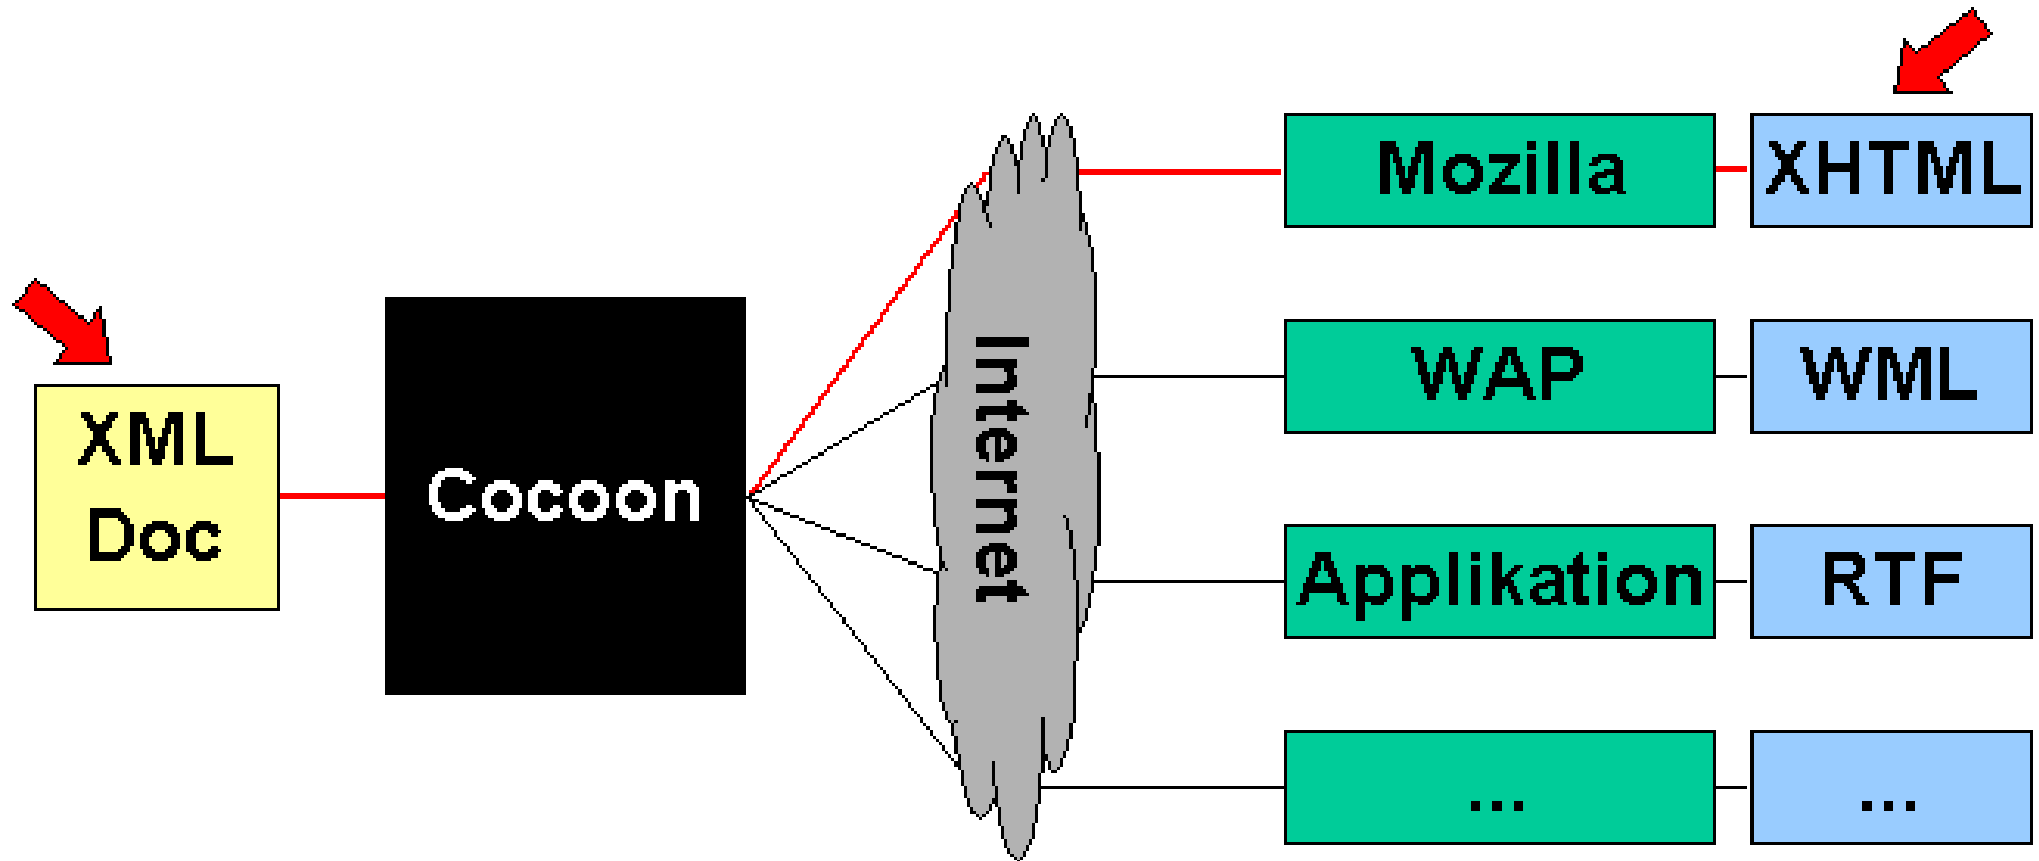 XML
Doc
Cocoon
Internet
Mozilla
XHTML
WAP
WML
Applikation
RTF
...
...